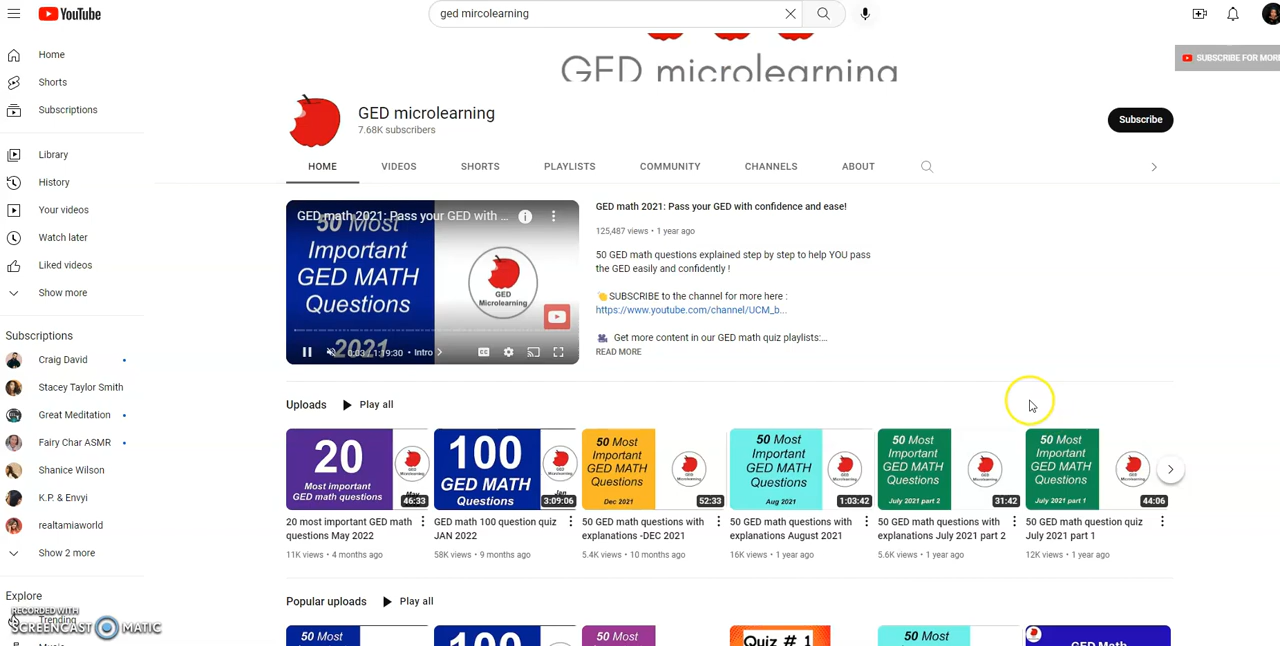 YouTube
ged mircolearning
GED microlearning
SUBSCRIBE FOR MORE
Home
Shorts
Subscriptions
Library
History
Your videos
Watch later
Liked videos
Show more
Subscriptions
Craig David
Stacey Taylor Smith
Great Meditation
Fairy Char ASMR
Shanice Wilson
K.P. & Envyi
realtamiaworld
Show 2 more
Explore
Trending
RECORDED WITH
SCREENCAST MATIC
GED microlearning
7.68K subscribers
Subscribe
HOME
VIDEOS
SHORTS
PLAYLISTS
COMMUNITY
CHANNELS
ABOUT
GED math 2021: Pass your GED with ...
50 Most
Important
GED MATH
Questions
2021
GED
Microlearning
0:03 / 1:19:30 • Intro
GED math 2021: Pass your GED with confidence and ease!
125,487 views • 1 year ago
50 GED math questions explained step by step to help YOU pass
the GED easily and confidently !
👏SUBSCRIBE to the channel for more here :
https://www.youtube.com/channel/UCM_b...
🎥 Get more content in our GED math quiz playlists:...
READ MORE
Uploads
Play all
20
Most important
GED math questions
May
46:33
20 most important GED math
questions May 2022
11K views • 4 months ago
100
GED MATH
Questions
Jan
3:09:06
GED math 100 question quiz
JAN 2022
58K views • 9 months ago
50 Most
Important
GED MATH
Questions
Dec 2021
52:33
50 GED math questions with
explanations -DEC 2021
5.4K views • 10 months ago
50 Most
Important
GED MATH
Questions
Aug 2021
1:03:42
50 GED math questions with
explanations August 2021
16K views • 1 year ago
50 Most
Important
GED MATH
Questions
July 2021 part 2
31:42
50 GED math questions with
explanations July 2021 part 2
5.6K views • 1 year ago
50 Most
Important
GED MATH
Questions
July 2021 part 1
44:06
50 GED math question quiz
July 2021 part 1
12K views • 1 year ago
Popular uploads
Play all
50 Most
100
50 Most
Quiz # 1
50 Most
GED Math